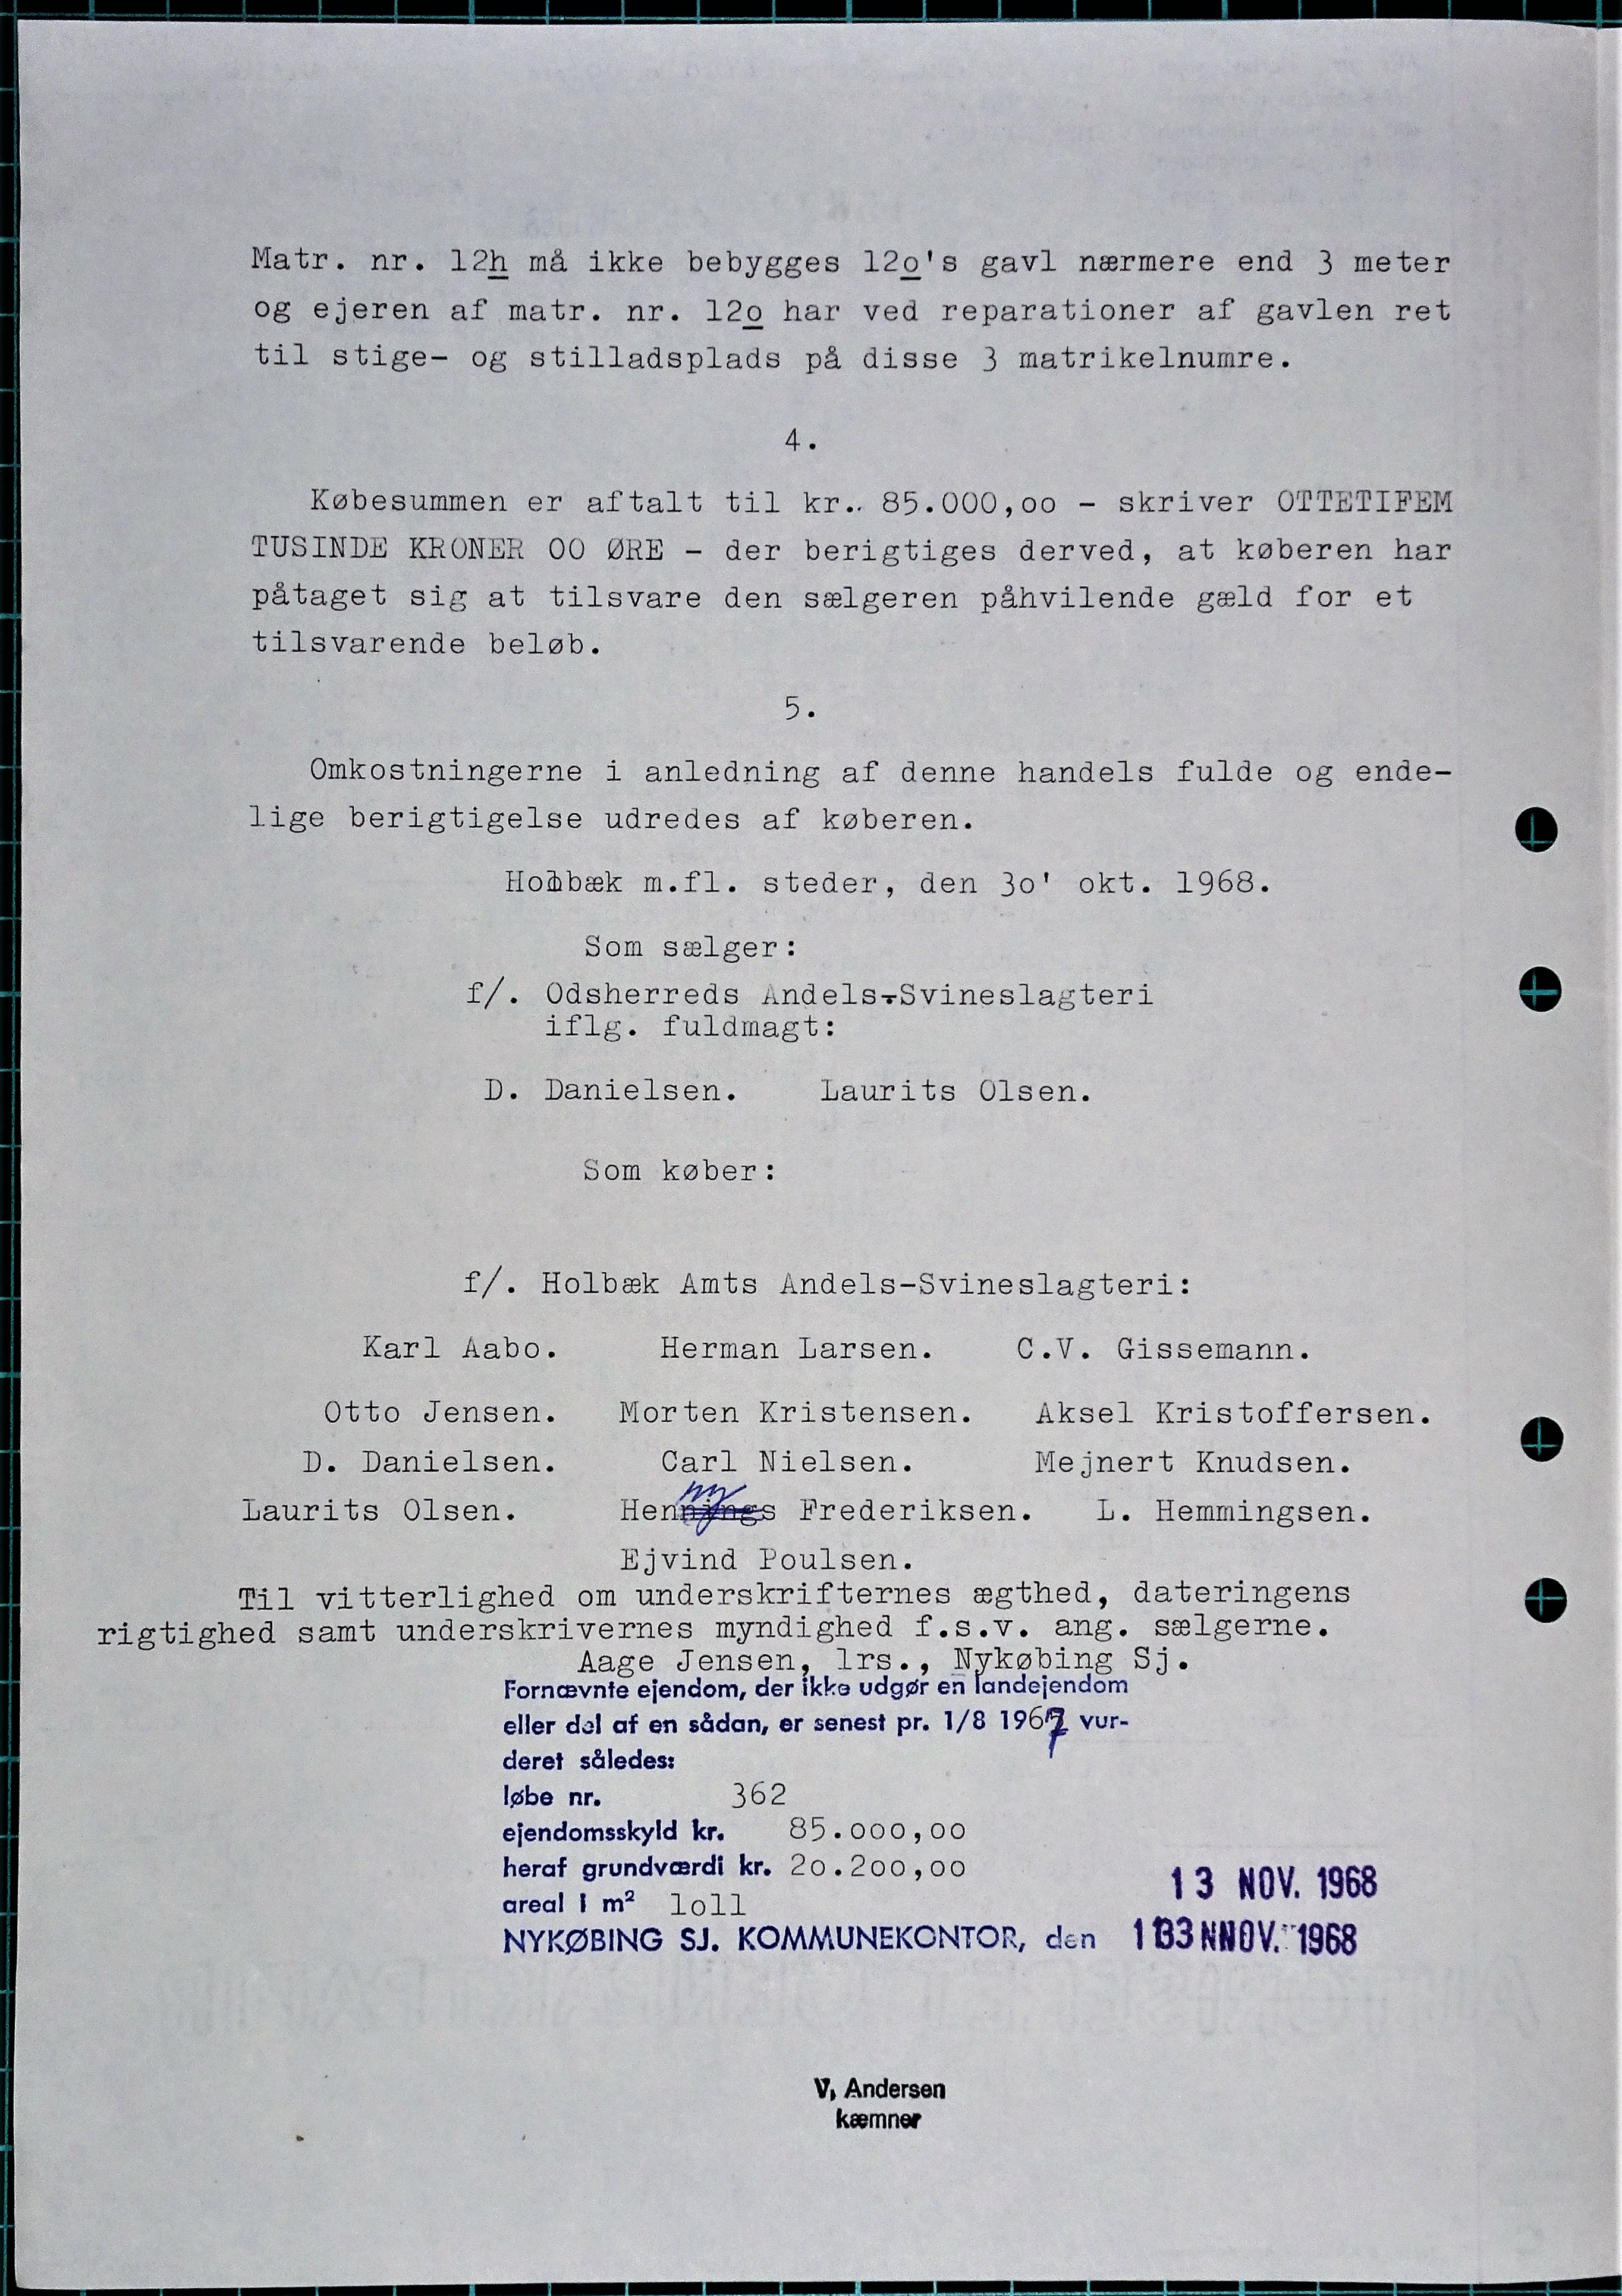 Matr. nr. 12h må ikke bebygges 12o's gavl nærmere end 3 meter
og ejeren af matr. nr. 12o har ved reparationer af gavlen ret
til stige- og stilladsplads på disse 3 matrikelnumre.
4.
Købesummen er aftalt til kr.. 85.000,oo - skriver OTTETIFEM
TUSINDE KRONER OO ØRE - der berigtiges derved, at køberen har
påtaget sig at tilsvare den sælgeren påhvilende gæld for et
tilsvarende beløb.
5.
Omkostningerne i anledning af denne handels fulde og ende-
lige berigtigelse udredes af køberen.
Holbæk m.fl. steder, den 3o' okt. 1968.
Som sælger:
f/. Odsherreds Andels-Svineslagteri
iflg. fuldmagt:
D. Danielsen. Laurits Olsen.
Som køber:
f/. Holbæk Amts Andels-Svineslagteri:
Karl Aabo. Herman Larsen. C.V. Gissemann.
Otto Jensen. Morten Kristensen. Aksel Kristoffersen.
D. Danielsen. Carl Nielsen. Mejnert Knudsen.
Laurits Olsen. Hennings Frederiksen. L. Hemmingsen.
Ejvind Poulsen.
Til vitterlighed om underskrifternes ægthed, dateringens
rigtighed samt underskrivernes myndighed f.s.v. ang. sælgerne.
Aage Jensen, lrs., Nykøbing Sj.
Fornævnte ejendom, der ikke udgør en landejendom
eller del af en sådan, er senest pr. 1/8 1967 vur-
deret således:
løbe nr. 362
ejendomsskyld kr. 85.ooo,oo
heraf grundværdi kr. 2o.2oo,oo
areal i m² lo11
13 NOV. 1968
NYKØBING SJ. KOMMUNEKONTOR, den 13 NOV. 1968
V. Andersen
kæmner